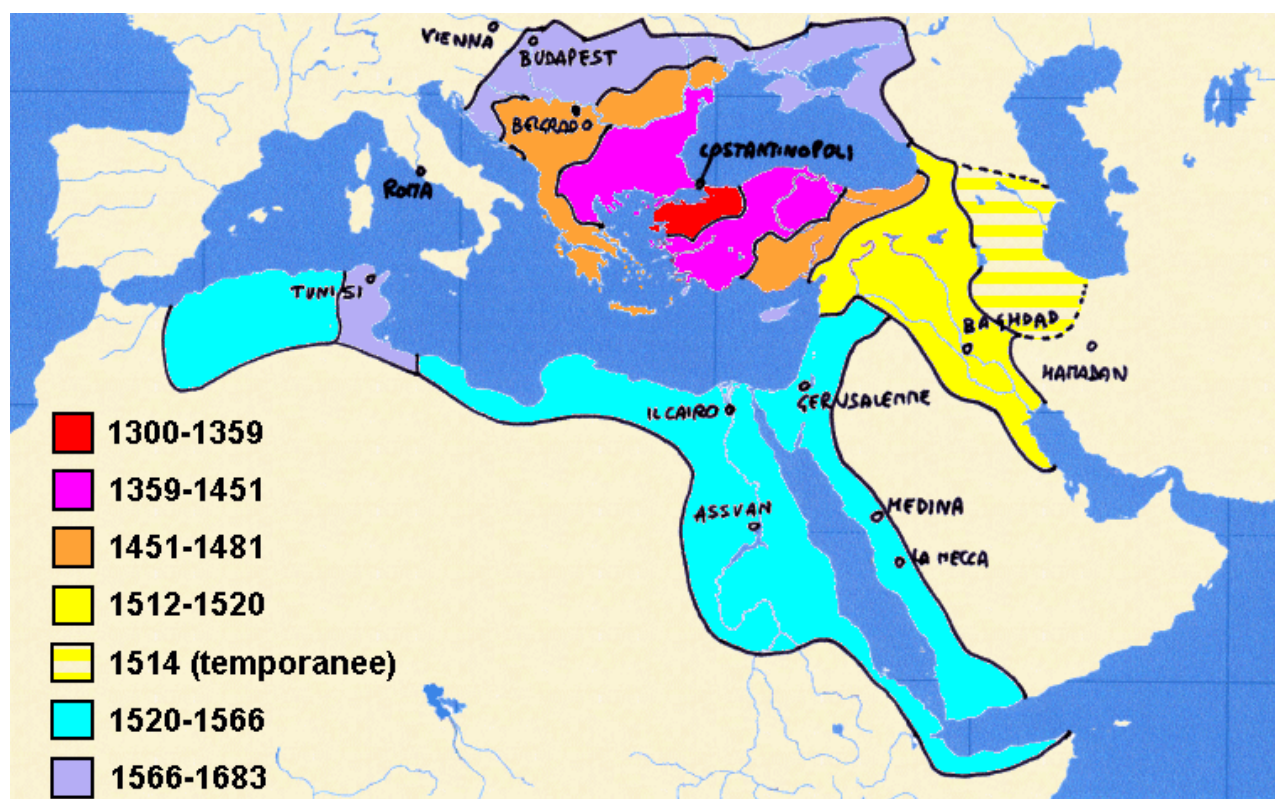 VIENNA
BUDAPEST
BELGRADO
COSTANTINOPOLI
ROMA
TUNISI
BAGHDAD
HAMADAN
IL CAIRO
GERUSALEMME
ASSUAN
MEDINA
LA MECCA
1300-1359
1359-1451
1451-1481
1512-1520
1514 (temporanee)
1520-1566
1566-1683